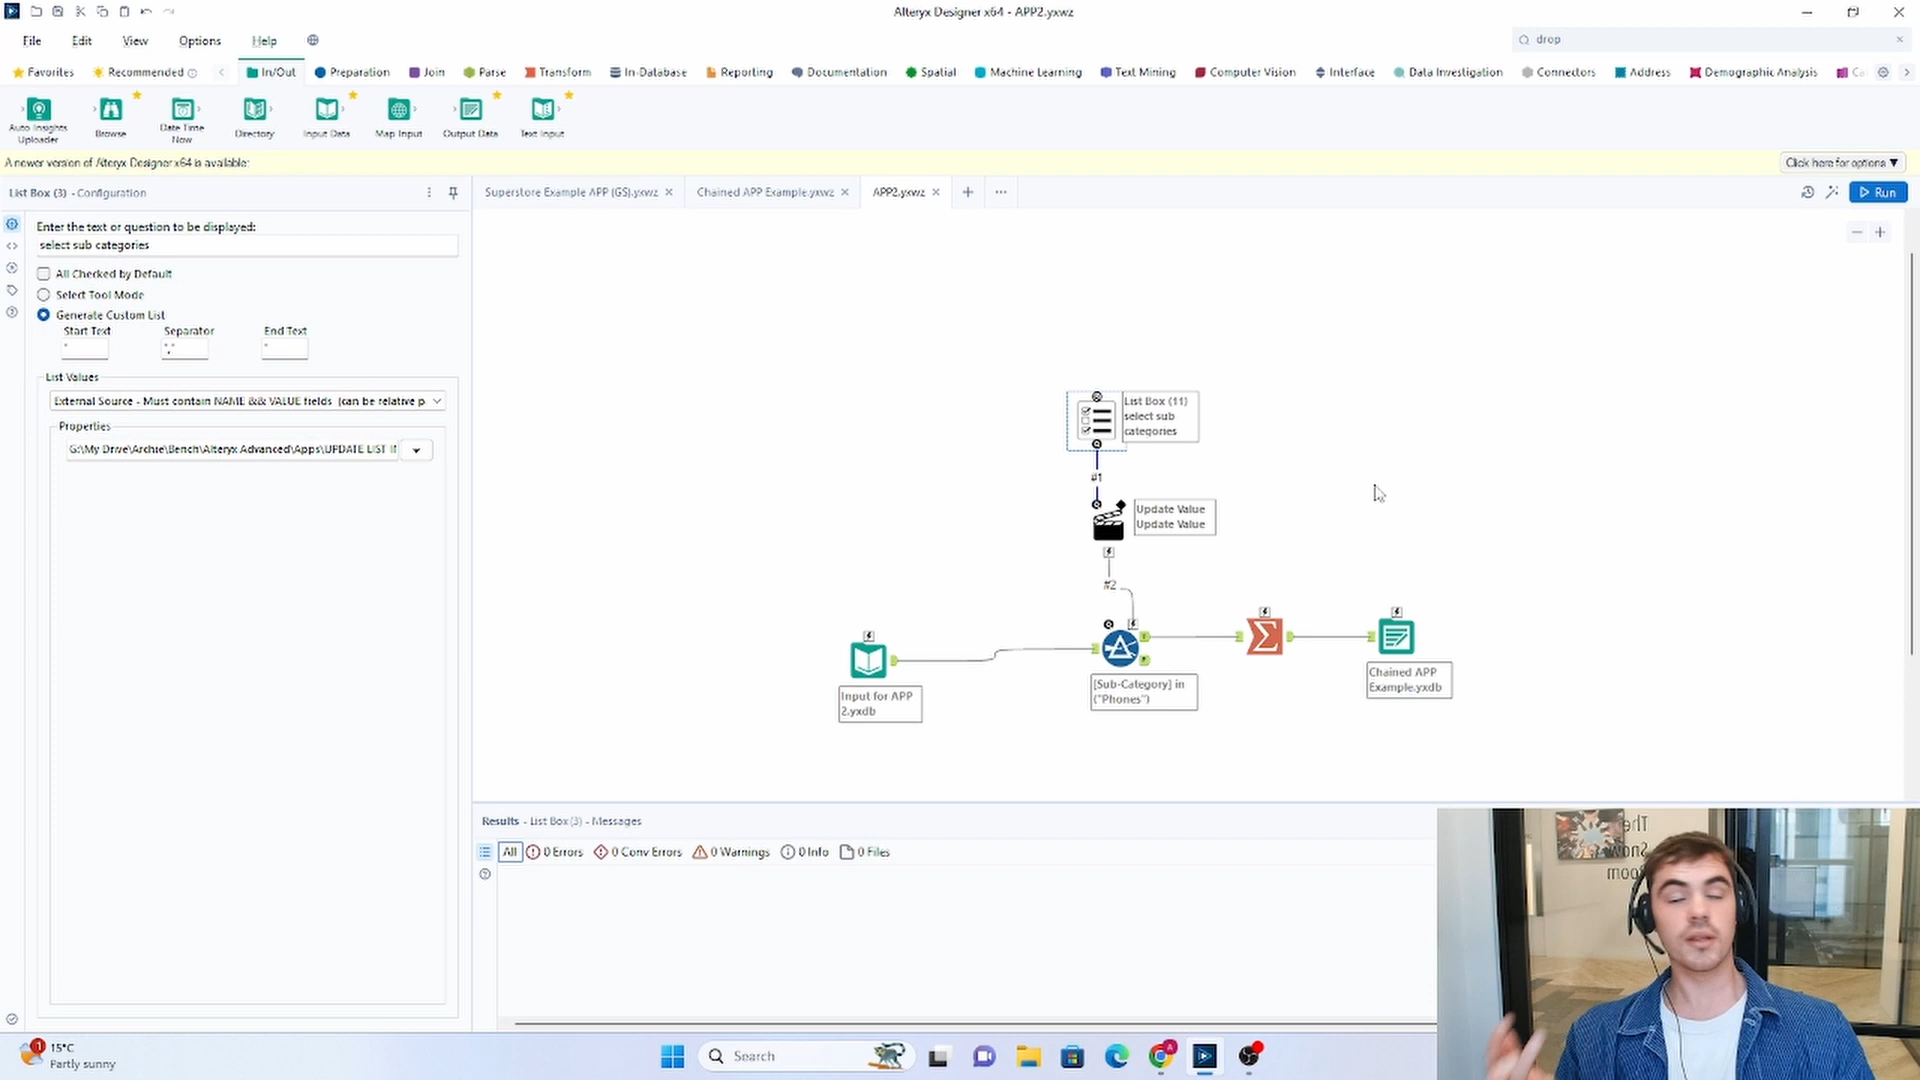 Alteryx Designer x64 - APP2.yxwz
File Edit View Options Help
drop
Favorites Recommended In/Out Preparation Join Parse Transform In-Database Reporting Documentation Spatial Machine Learning Text Mining Computer Vision Interface Data Investigation Connectors Address Demographic Analysis Ca
Auto Insights Uploader Browse Date Time Now Directory Input Data Map Input Output Data Text Input
A newer version of Alteryx Designer x64 is available:
Click here for options ▼
List Box (3) - Configuration
Superstore Example APP (GS).yxwz
Chained APP Example.yxwz
APP2.yxwz
Run
Enter the text or question to be displayed:
select sub categories
All Checked by Default
Select Tool Mode
Generate Custom List
Start Text Separator End Text
" "," "
List Values
External Source - Must contain NAME && VALUE fields (can be relative p
Properties
G:\My Drive\Archie\Bench\Alteryx Advanced\Apps\UPDATE LIST
List Box (11)
select sub
categories
#1
Update Value
Update Value
#2
Input for APP
2.yxdb
[Sub-Category] in
("Phones")
Chained APP
Example.yxdb
Results - List Box (3) - Messages
All 0 Errors 0 Conv Errors 0 Warnings 0 Info 0 Files
The
Snow
Room
1
15°C
Partly sunny
Search